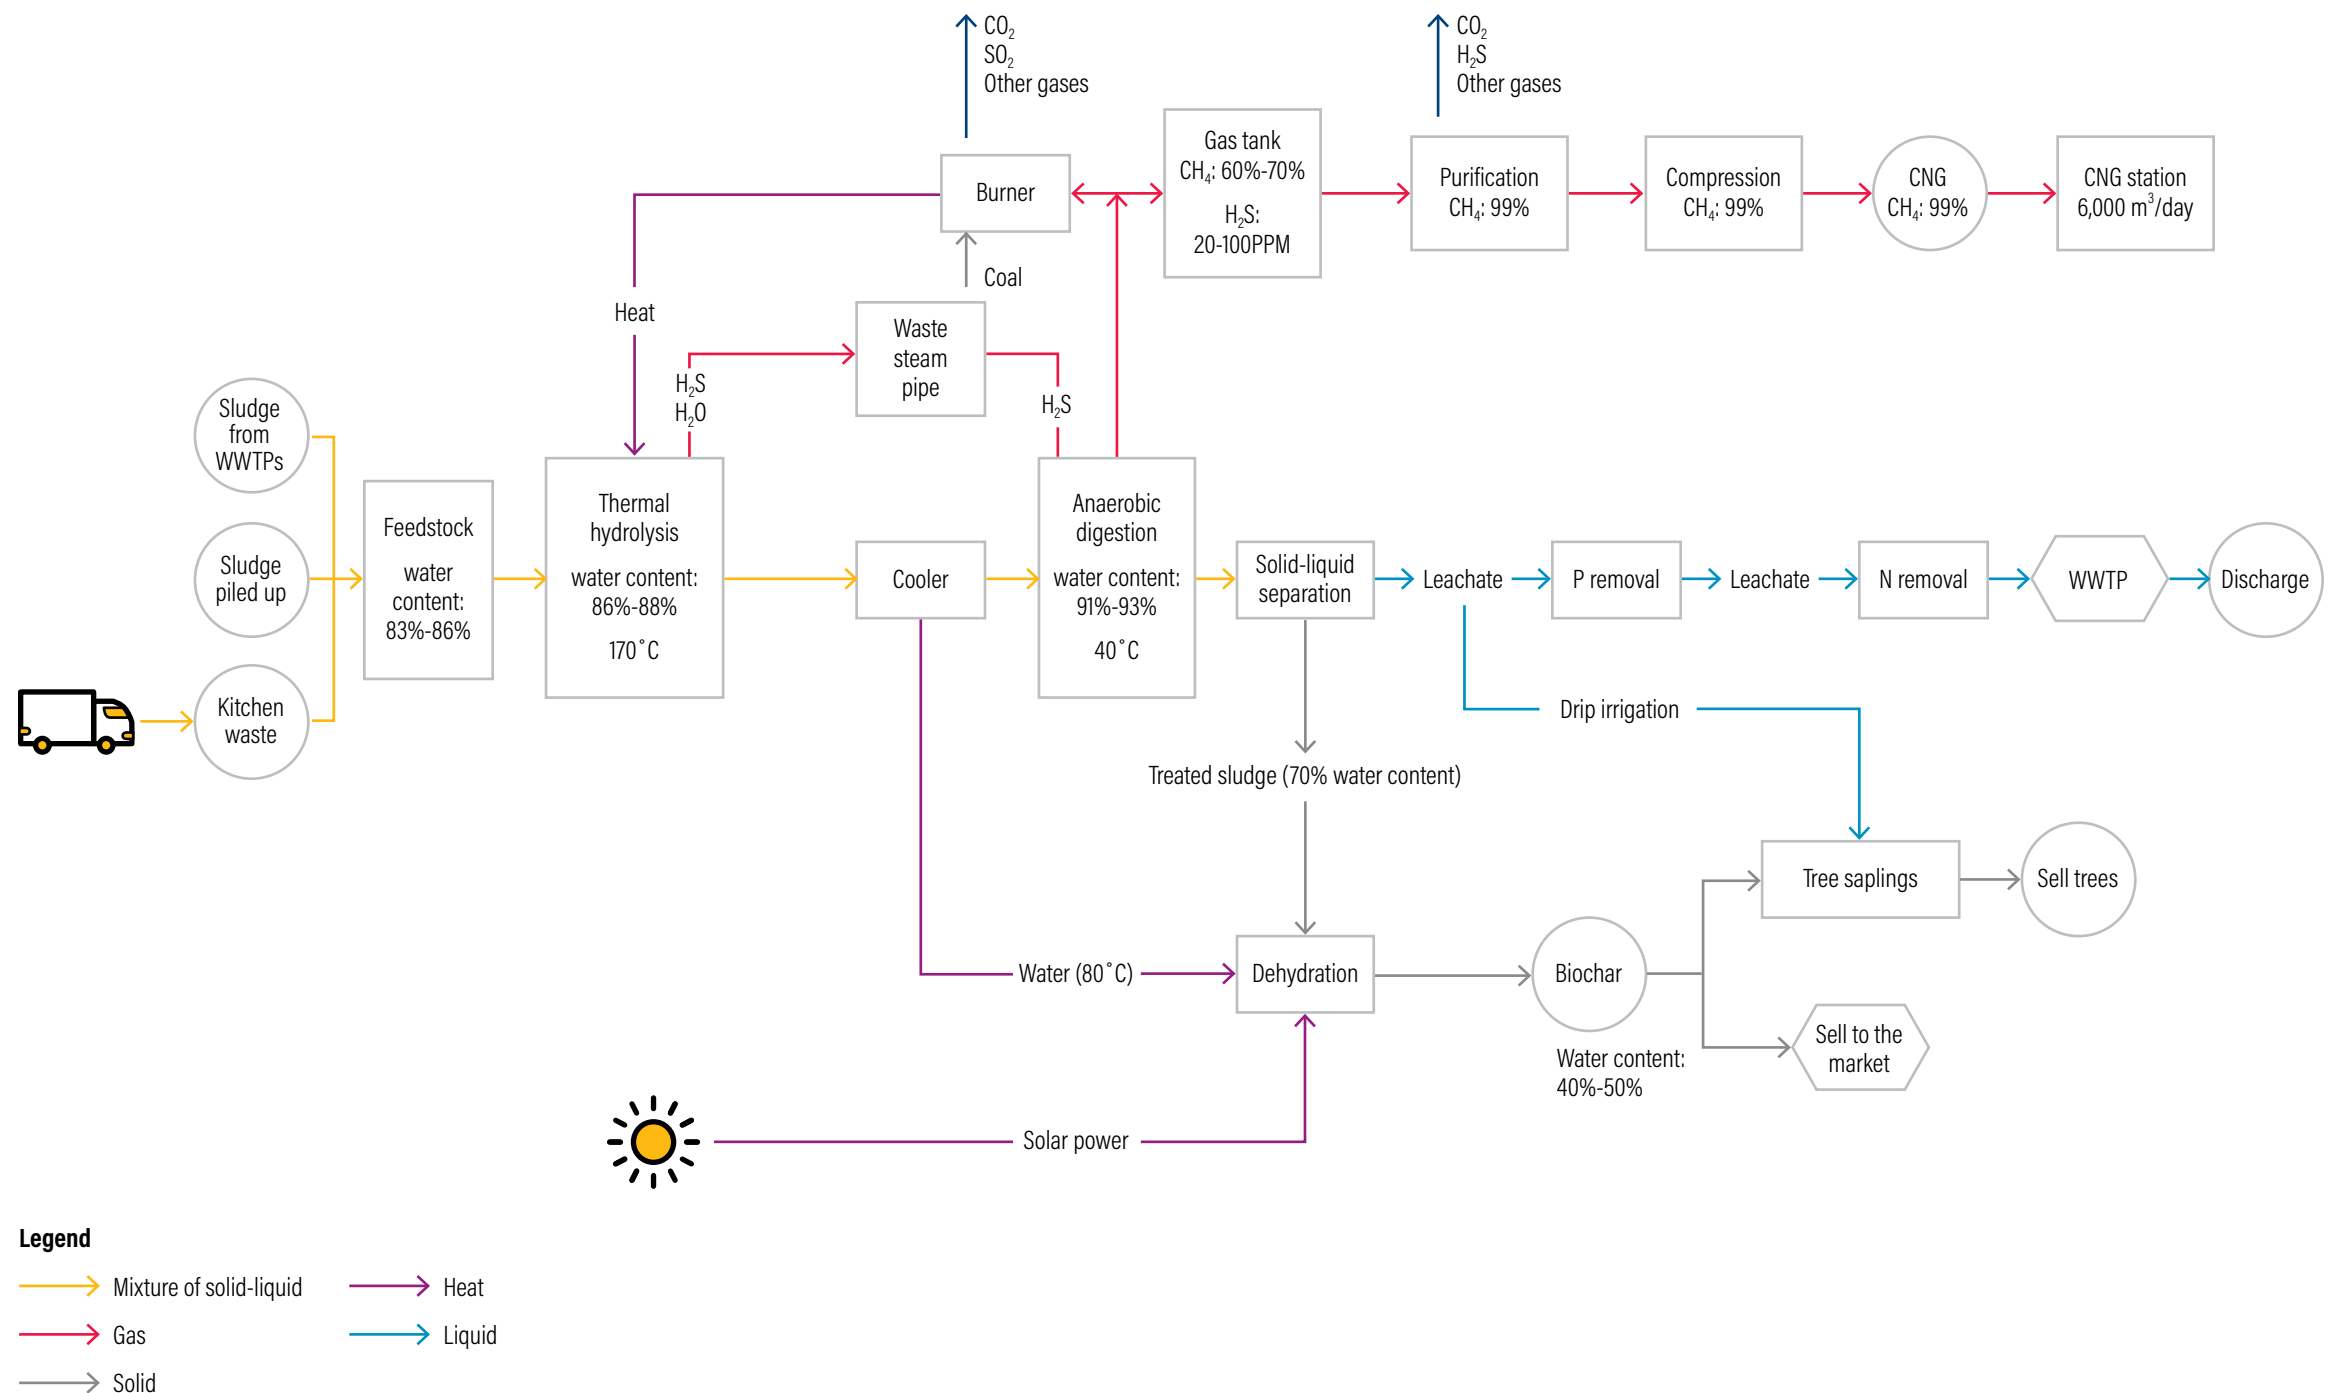 CO₂
SO₂
Other gases
CO₂
H₂S
Other gases
Burner
Gas tank
CH₄: 60%-70%
H₂S:
20-100PPM
Purification
CH₄: 99%
Compression
CH₄: 99%
CNG
CH₄: 99%
CNG station
6,000 m³/day
Coal
Heat
Waste
steam
pipe
H₂S
H₂O
H₂S
Sludge
from
WWTPs
Sludge
piled up
Kitchen
waste
Feedstock
water
content:
83%-86%
Thermal
hydrolysis
water content:
86%-88%
170˚C
Cooler
Anaerobic
digestion
water content:
91%-93%
40˚C
Solid-liquid
separation
Leachate
P removal
Leachate
N removal
WWTP
Discharge
Drip irrigation
Treated sludge (70% water content)
Tree saplings
Sell trees
Water (80˚C)
Dehydration
Biochar
Water content:
40%-50%
Sell to the
market
Solar power
Legend
Mixture of solid-liquid
Heat
Gas
Liquid
Solid